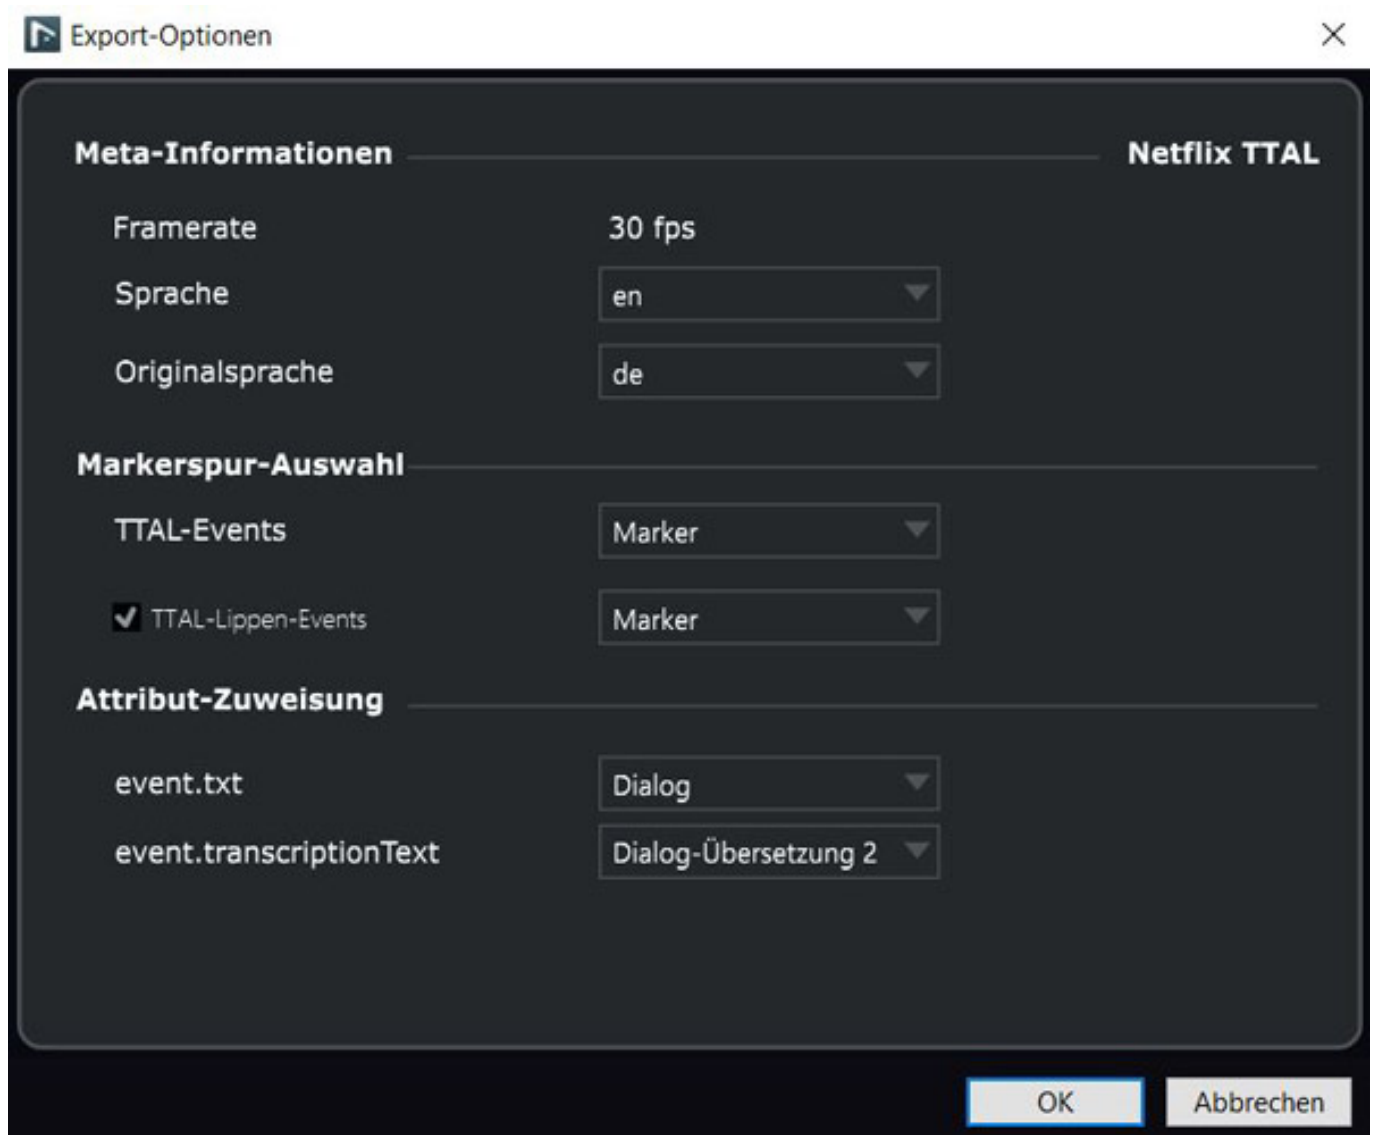 Export-Optionen
Meta-Informationen Netflix TTAL
Framerate 30 fps
Sprache en
Originalsprache de
Markerspur-Auswahl
TTAL-Events Marker
TTAL-Lippen-Events Marker
Attribut-Zuweisung
event.txt Dialog
event.transcriptionText Dialog-Übersetzung 2
OK Abbrechen